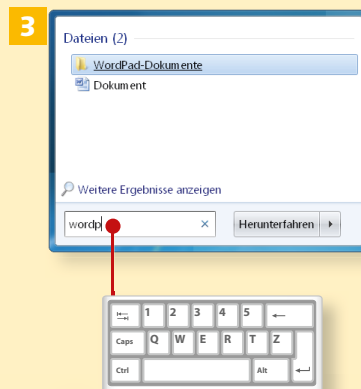 3
Dateien (2)
WordPad-Dokumente
Dokument
Weitere Ergebnisse anzeigen
wordp × Herunterfahren
1 2 3 4 5
Caps Q W E R T Z
Ctrl Alt